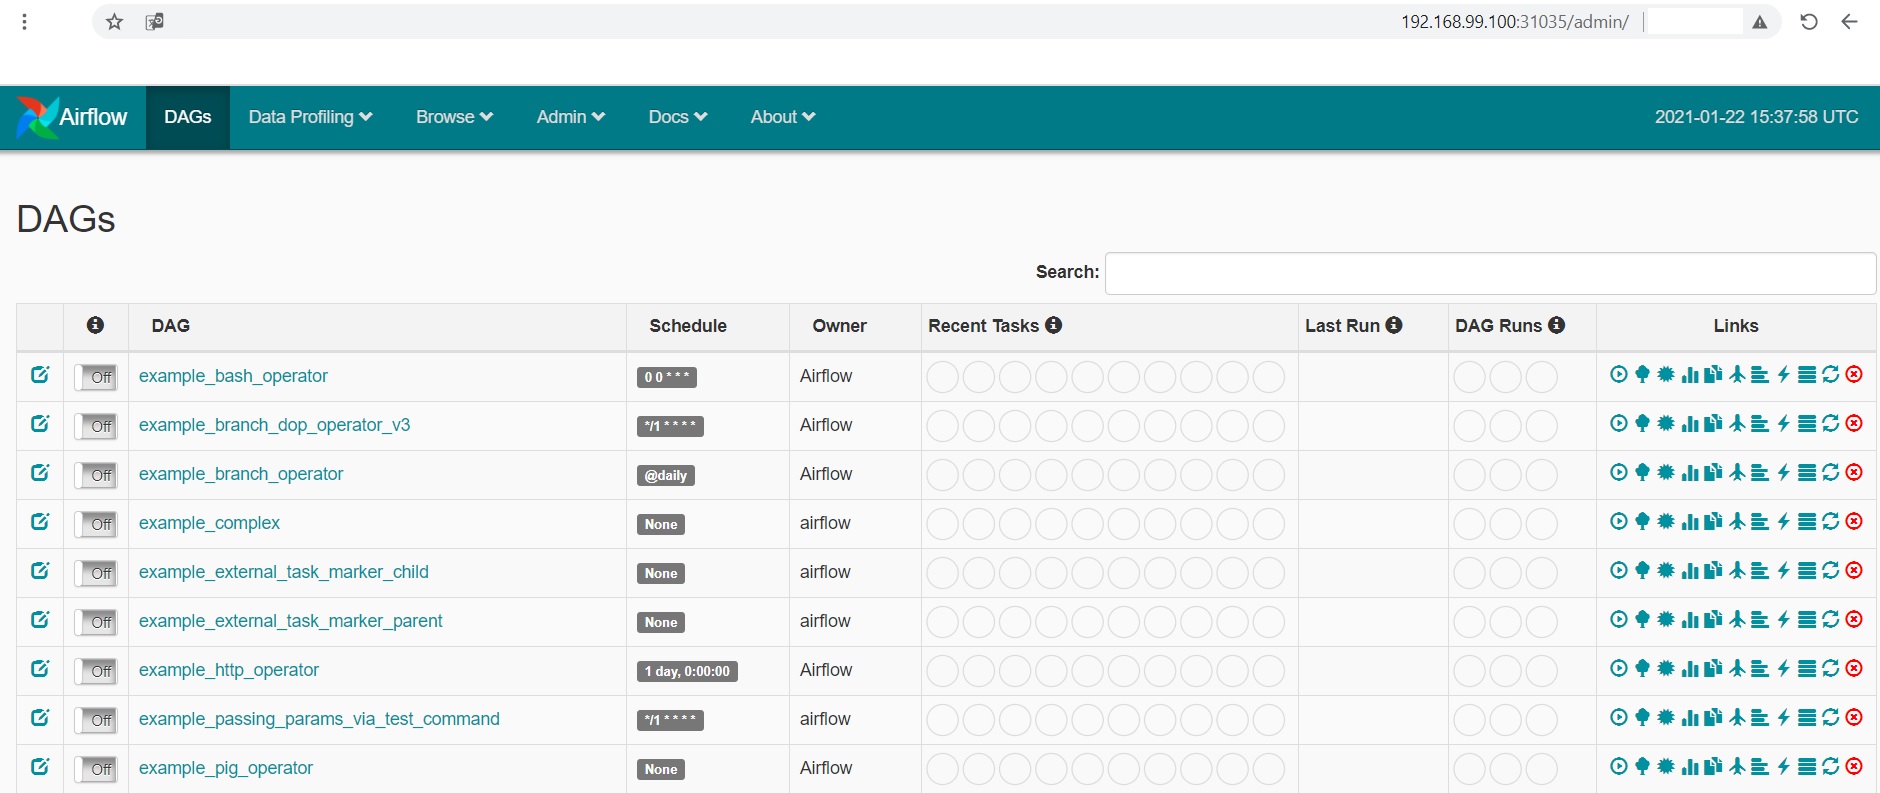 192.168.99.100:31035/admin/
Airflow DAGs Data Profiling Browse Admin Docs About 2021-01-22 15:37:58 UTC
DAGs
Search:
DAG Schedule Owner Recent Tasks Last Run DAG Runs Links
Off example_bash_operator 0 0 * * * Airflow
Off example_branch_dop_operator_v3 */1 * * * * Airflow
Off example_branch_operator @daily Airflow
Off example_complex None airflow
Off example_external_task_marker_child None airflow
Off example_external_task_marker_parent None airflow
Off example_http_operator 1 day, 0:00:00 Airflow
Off example_passing_params_via_test_command */1 * * * * airflow
Off example_pig_operator None Airflow